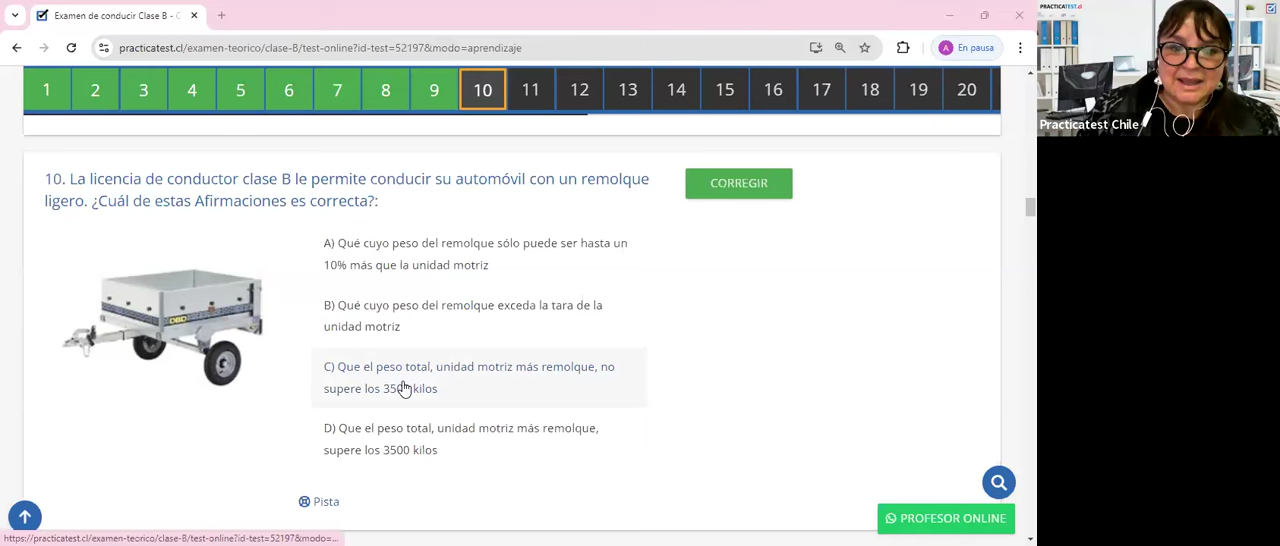 Examen de conducir Clase B - C
practicatest.cl/examen-teorico/clase-B/test-online?id-test=52197&modo=aprendizaje
A
En pausa
PRACTICATEST.cl
1 2 3 4 5 6 7 8 9 10 11 12 13 14 15 16 17 18 19 20
Practicatest Chile
10. La licencia de conductor clase B le permite conducir su automóvil con un remolque
ligero. ¿Cuál de estas Afirmaciones es correcta?:
CORREGIR
A) Qué cuyo peso del remolque sólo puede ser hasta un
10% más que la unidad motriz
B) Qué cuyo peso del remolque exceda la tara de la
unidad motriz
C) Que el peso total, unidad motriz más remolque, no
supere los 3500 kilos
D) Que el peso total, unidad motriz más remolque,
supere los 3500 kilos
Pista
PROFESOR ONLINE
https://practicatest.cl/examen-teorico/clase-B/test-online?id-test=52197&modo=...